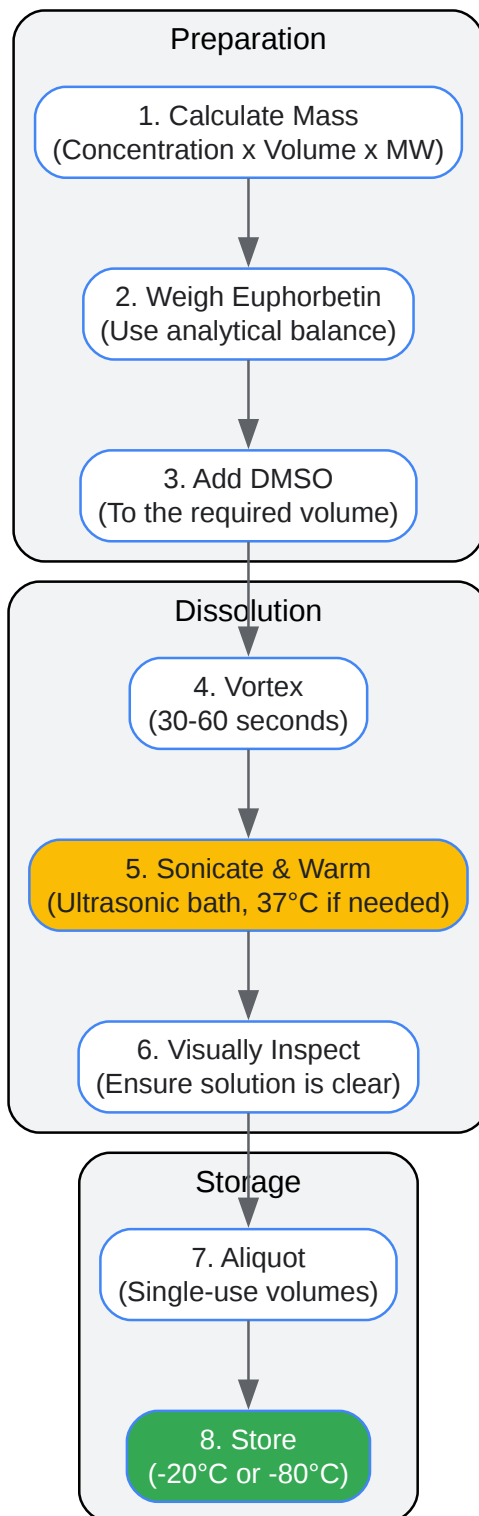 Preparation
1. Calculate Mass
(Concentration x Volume x MW)
2. Weigh Euphorbetin
(Use analytical balance)
3. Add DMSO
(To the required volume)
Dissolution
4. Vortex
(30-60 seconds)
5. Sonicate & Warm
(Ultrasonic bath, 37°C if needed)
6. Visually Inspect
(Ensure solution is clear)
Storage
7. Aliquot
(Single-use volumes)
8. Store
(-20°C or -80°C)